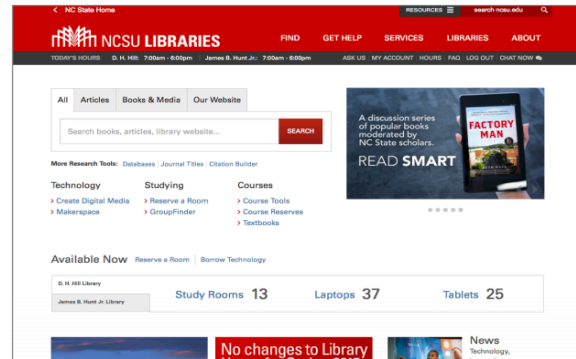 NC State Home
RESOURCES
search ncsu.edu
NCSU LIBRARIES
FIND GET HELP SERVICES LIBRARIES ABOUT
TODAY'S HOURS D. H. Hill: 7:00am - 6:00pm James B. Hunt Jr.: 7:00am - 6:00pm
ASK US MY ACCOUNT HOURS FAQ LOG OUT CHAT NOW
All Articles Books & Media Our Website
Search books, articles, library website...
SEARCH
More Research Tools: Databases Journal Titles Citation Builder
Technology
> Create Digital Media
> Makerspace
Studying
> Reserve a Room
> GroupFinder
Courses
> Course Tools
> Course Reserves
> Textbooks
A discussion series
of popular books
moderated by
NC State scholars.
READ SMART
FACTORY
MAN
Available Now Reserve a Room Borrow Technology
D. H. Hill Library
James B. Hunt Jr. Library
Study Rooms 13 Laptops 37 Tablets 25
No changes to Library
News
Technology,